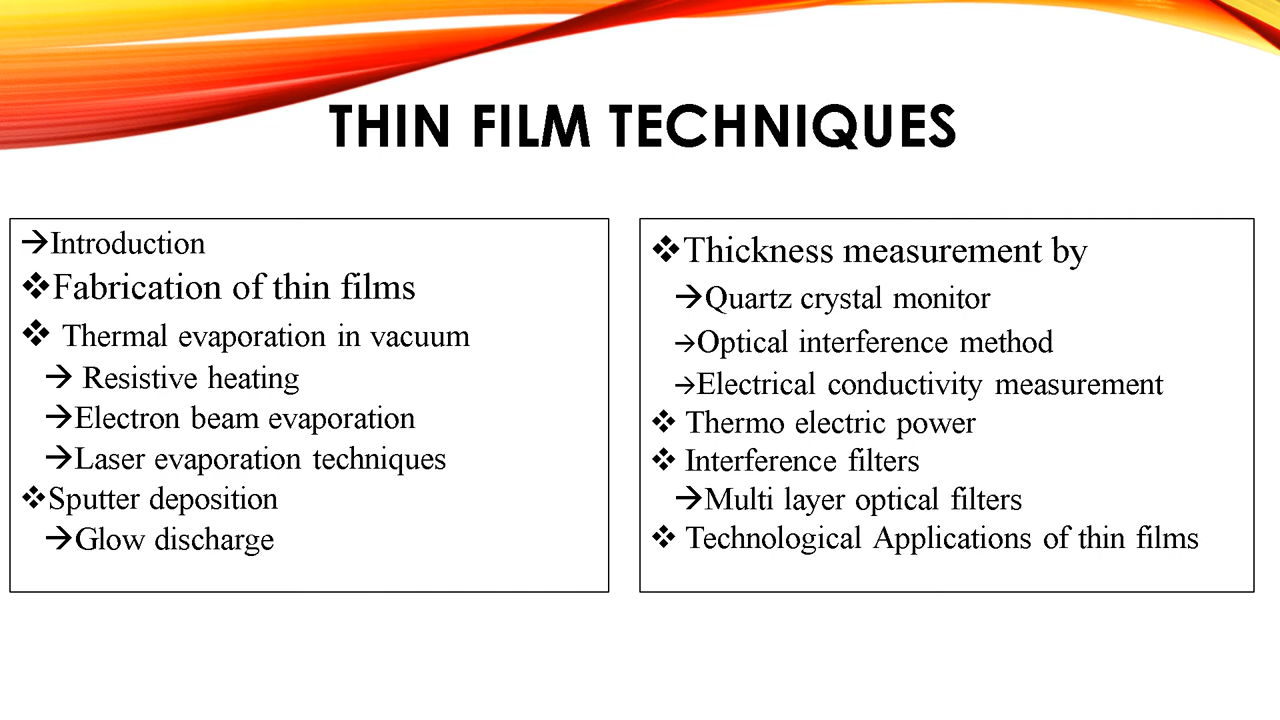 THIN FILM TECHNIQUES
→Introduction
❖Fabrication of thin films
❖ Thermal evaporation in vacuum
→ Resistive heating
→Electron beam evaporation
→Laser evaporation techniques
❖Sputter deposition
→Glow discharge
❖Thickness measurement by
→Quartz crystal monitor
→Optical interference method
→Electrical conductivity measurement
❖ Thermo electric power
❖ Interference filters
→Multi layer optical filters
❖ Technological Applications of thin films